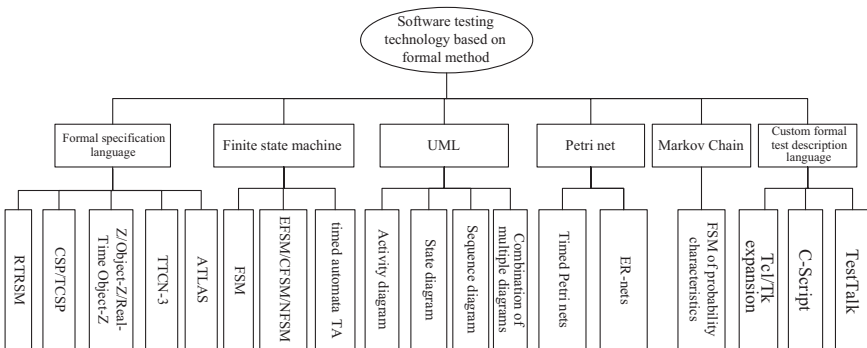 Software testing
technology based on
formal method
Formal specification
language
Finite state machine
UML
Petri net
Markov Chain
Custom formal
test description
language
RTRSM
CSP/TCSP
Z/Object-Z/Real-
Time Object-Z
TTCN-3
ATLAS
FSM
EFSM/CFSM/NFSM
timed automata TA
Activity diagram
State diagram
Sequence diagram
Combination of
multiple diagrams
Timed Petri nets
ER-nets
FSM of probability
characteristics
Tcl/Tk
expansion
C-Script
TestTalk